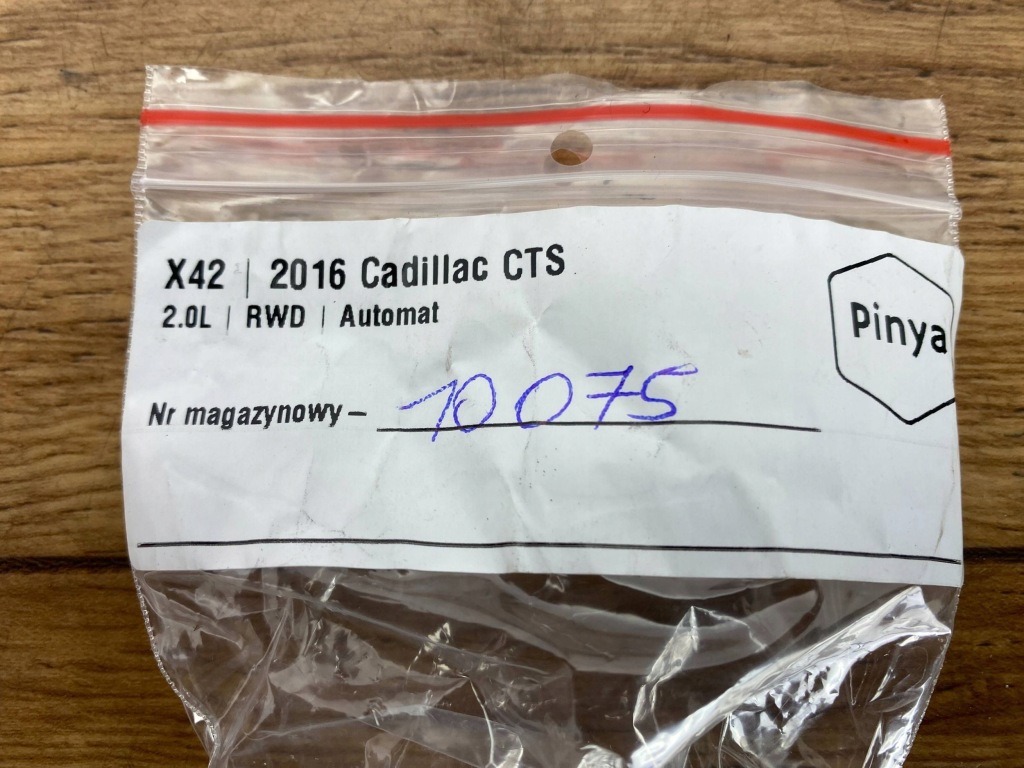 X42 | 2016 Cadillac CTS
2.0L | RWD | Automat
Pinya
Nr magazynowy – 10075